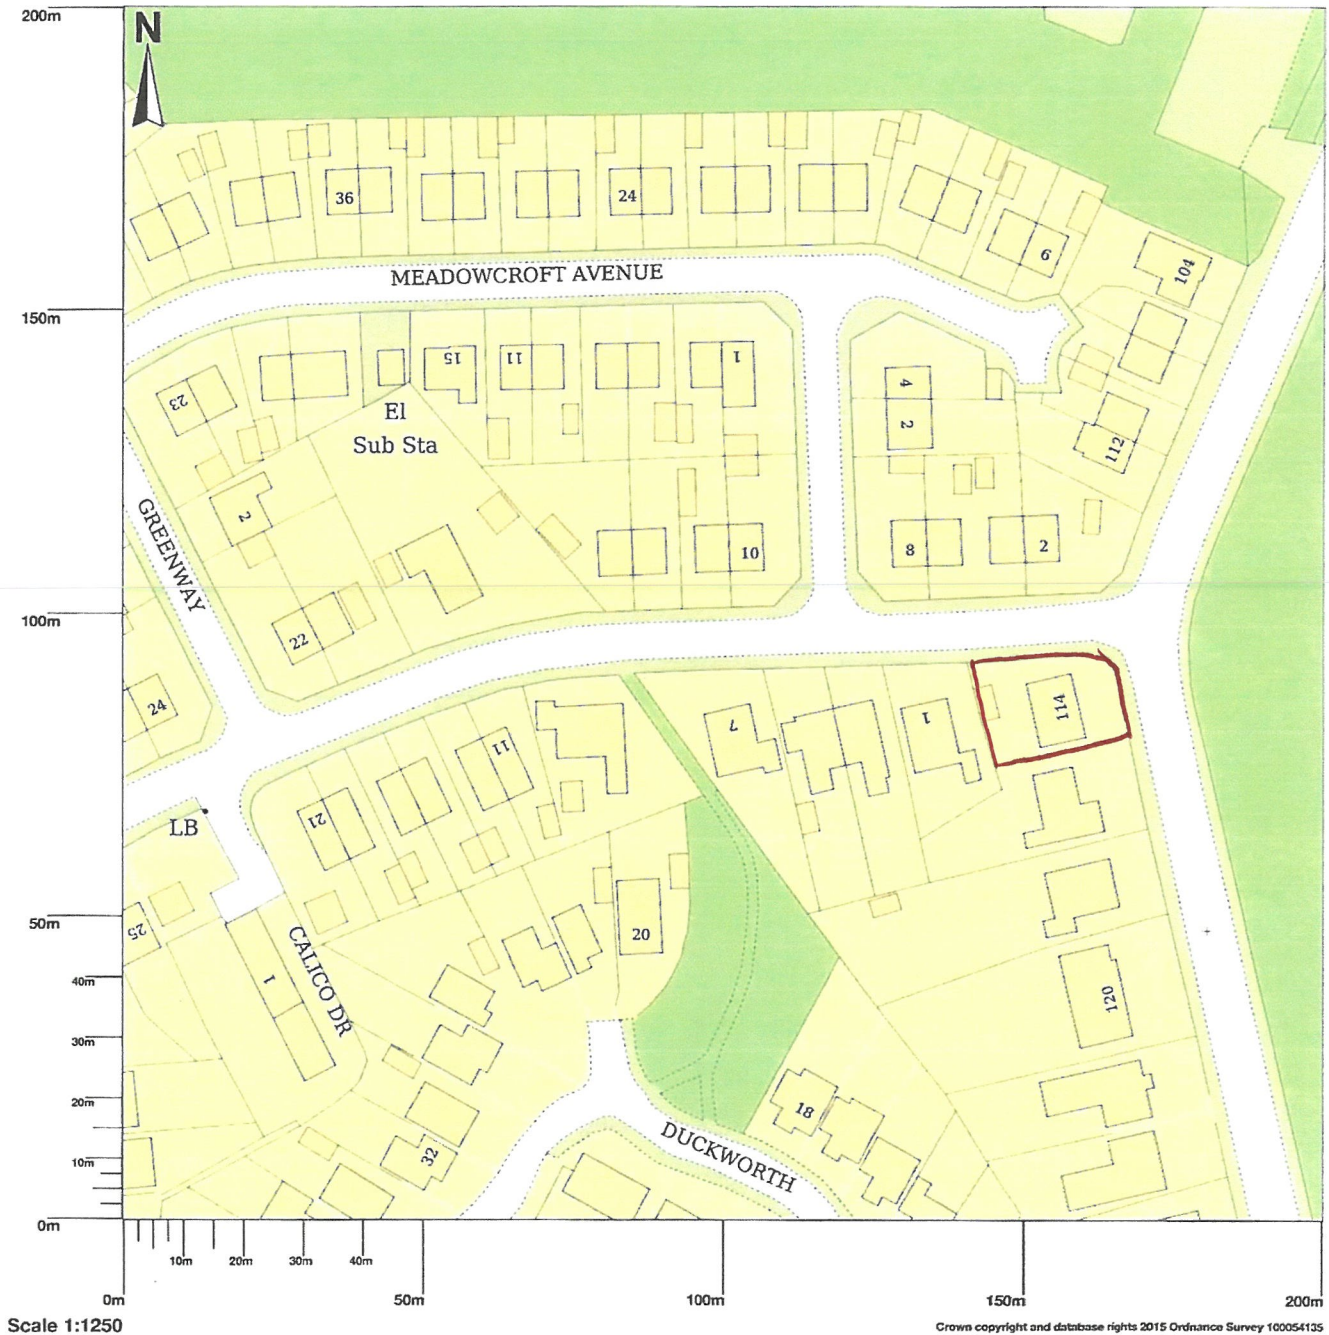 200m
N
36
24
6
104
MEADOWCROFT AVENUE
150m
15
11
1
4
23
El
Sub Sta
2
112
2
GREENWAY
10
8
2
100m
22
24
114
7
1
11
21
LB
50m
25
20
CALICO DR
1
40m
120
30m
20m
18
DUCKWORTH
32
10m
0m
10m
20m
30m
40m
0m
50m
100m
150m
200m
Scale 1:1250
Crown copyright and database rights 2015 Ordnance Survey 100054135